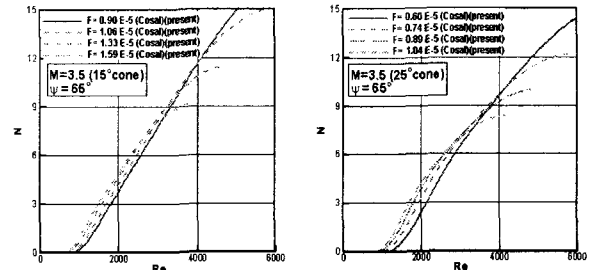 15
12
9
6
3
0
N
F= 0.90 E-5 (Cosal)(present)
F= 1.06 E-5 (Cosal)(present)
F= 1.33 E-5 (Cosal)(present)
F= 1.59 E-5 (Cosal)(present)
M=3.5 (15°cone)
ψ = 65°
0 2000 4000 6000
Re
15
12
9
6
3
0
N
F= 0.60 E-5 (Cosal)(present)
F= 0.74 E-5 (Cosal)(present)
F= 0.89 E-5 (Cosal)(present)
F= 1.04 E-5 (Cosal)(present)
M=3.5 (25°cone)
ψ = 65°
0 2000 4000 6000
Re